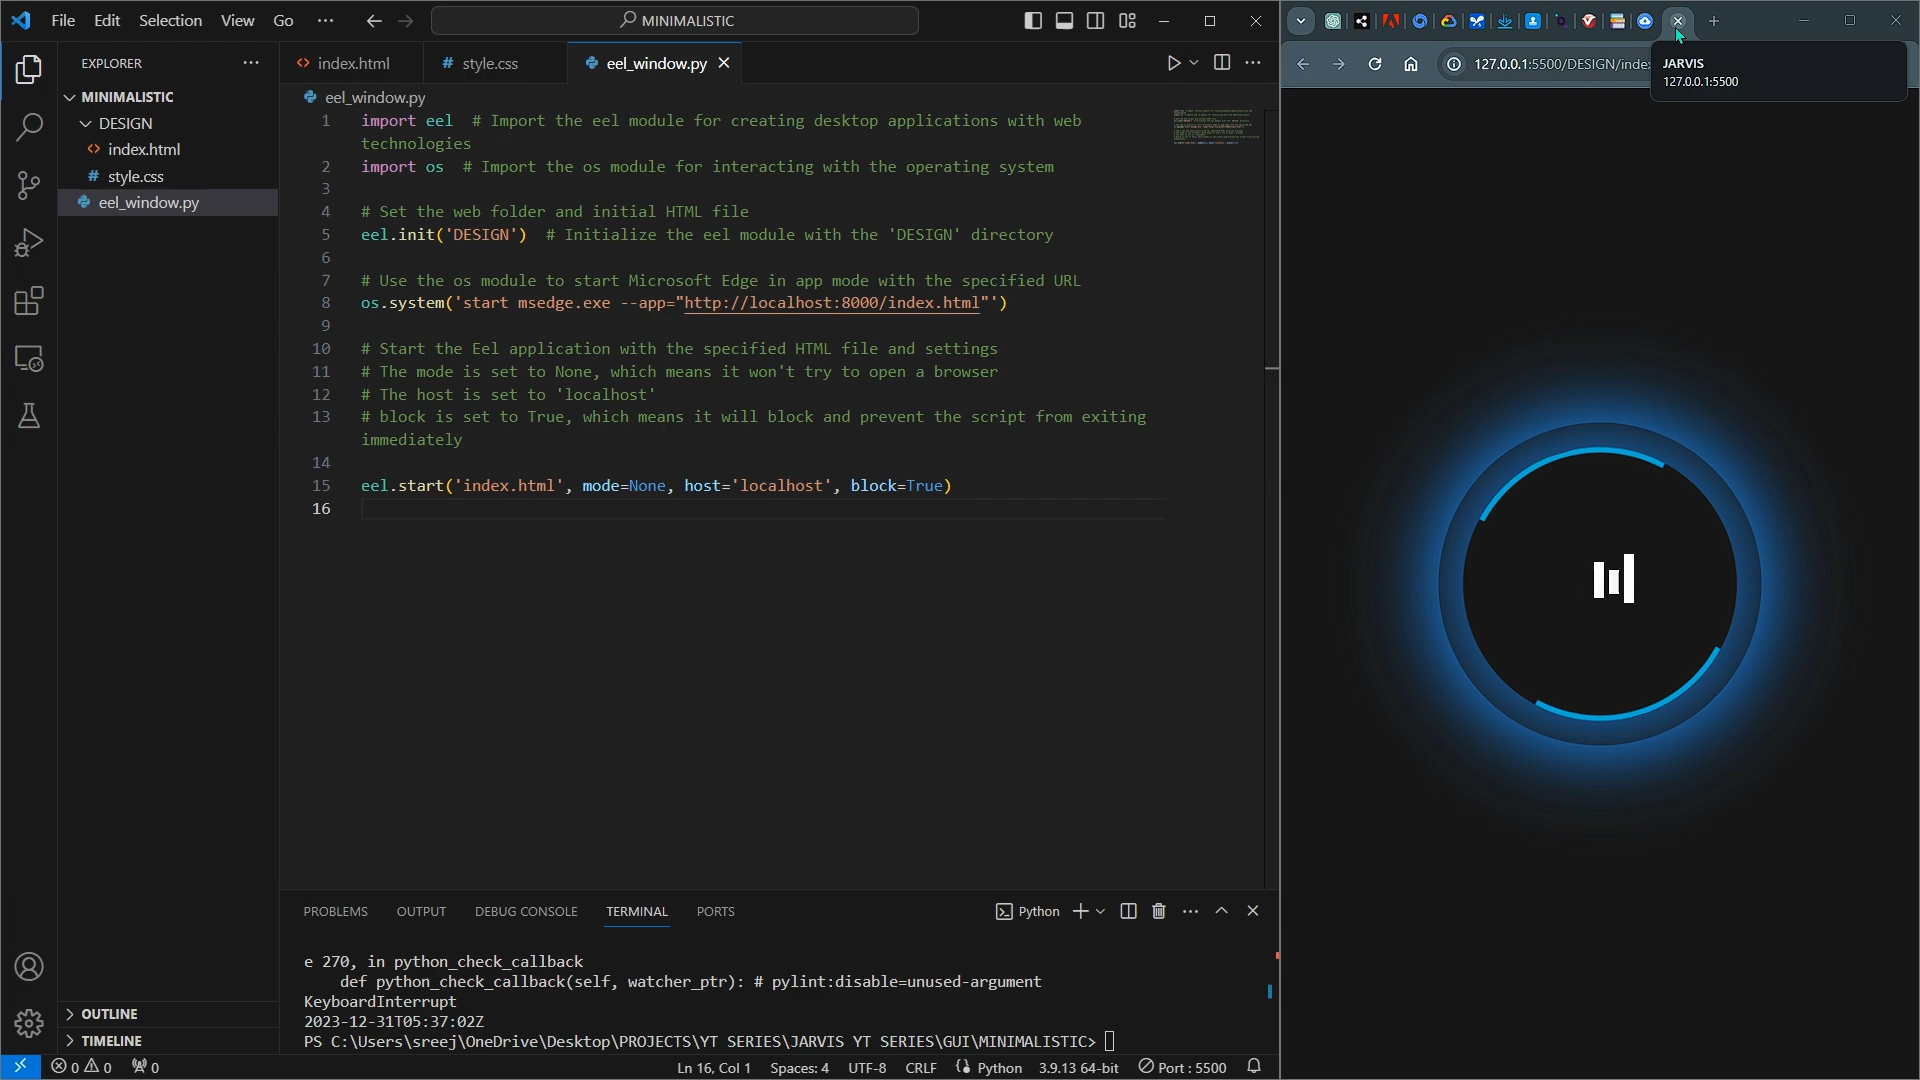 File Edit Selection View Go ··· MINIMALISTIC
EXPLORER ···
MINIMALISTIC
DESIGN
<> index.html
# style.css
eel_window.py
OUTLINE
TIMELINE
<> index.html # style.css eel_window.py
eel_window.py
1 import eel # Import the eel module for creating desktop applications with web
technologies
2 import os # Import the os module for interacting with the operating system
3
4 # Set the web folder and initial HTML file
5 eel.init('DESIGN') # Initialize the eel module with the 'DESIGN' directory
6
7 # Use the os module to start Microsoft Edge in app mode with the specified URL
8 os.system('start msedge.exe --app="http://localhost:8000/index.html"')
9
10 # Start the Eel application with the specified HTML file and settings
11 # The mode is set to None, which means it won't try to open a browser
12 # The host is set to 'localhost'
13 # block is set to True, which means it will block and prevent the script from exiting
immediately
14
15 eel.start('index.html', mode=None, host='localhost', block=True)
16
PROBLEMS OUTPUT DEBUG CONSOLE TERMINAL PORTS Python
e 270, in python_check_callback
def python_check_callback(self, watcher_ptr): # pylint:disable=unused-argument
KeyboardInterrupt
2023-12-31T05:37:02Z
PS C:\Users\sreej\OneDrive\Desktop\PROJECTS\YT SERIES\JARVIS YT SERIES\GUI\MINIMALISTIC>
0 0 0 Ln 16, Col 1 Spaces: 4 UTF-8 CRLF Python 3.9.13 64-bit Port : 5500
127.0.0.1:5500/DESIGN/inde
JARVIS
127.0.0.1:5500